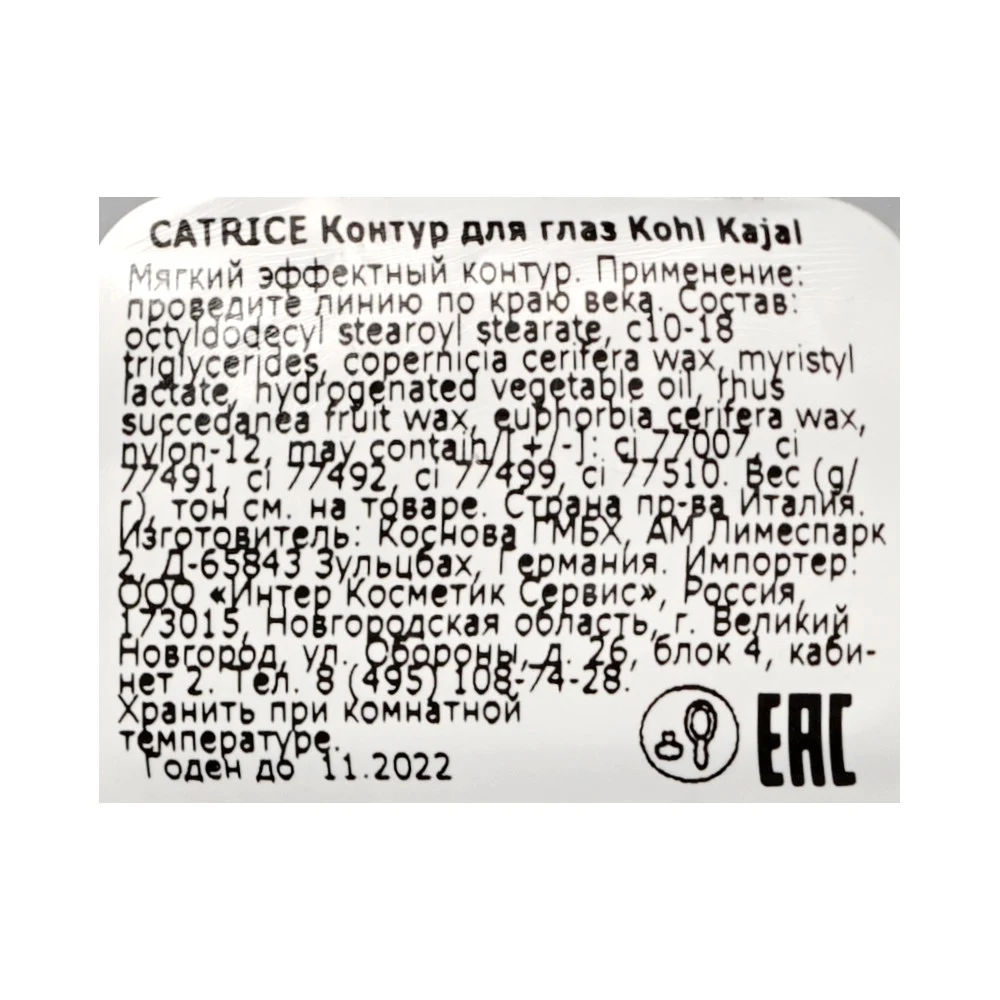 CATRICE Контур для глаз Kohl Kajal
Мягкий эффектный контур. Применение:
проведите линию по краю века. Состав:
octyldodecyl stearoyl stearate, c10-18
triglycerides, copernicia cerifera wax, myristyl
lactate, hydrogenated vegetable oil, rhus
succedanea fruit wax, euphorbia cerifera wax,
nylon-12, may contain/[+/-]: ci 77007, ci
77491, ci 77492, ci 77499, ci 77510. Вес (g/
г), тон см. на товаре. Страна пр-ва Италия.
Изготовитель: Коснова ГМБХ, АМ Лимеспарк
2, Д-65843 Зульцбах, Германия. Импортер:
ООО «Интер Косметик Сервис», Россия,
173015, Новгородская область, г. Великий
Новгород, ул. Обороны, д. 26, блок 4, каби-
нет 2. Тел. 8 (495) 108-74-28.
Хранить при комнатной
температуре.
Годен до 11.2022
EAC